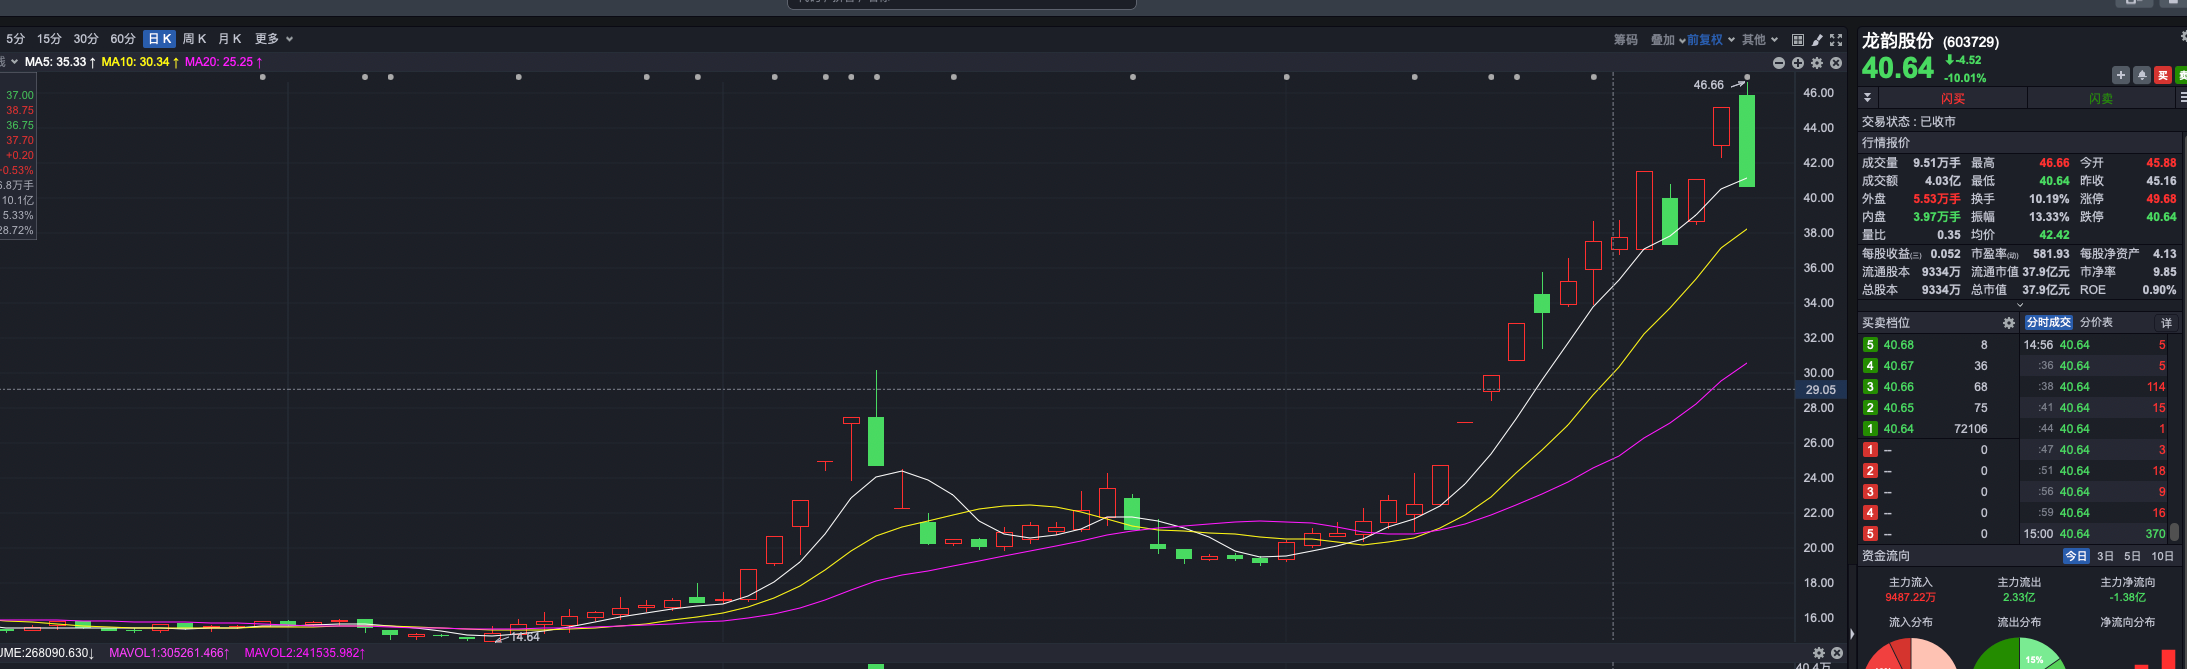 5分 15分 30分 60分 日K 周K 月K 更多
筹码 叠加 前复权 其他
MA5: 35.33↑ MA10: 30.34↑ MA20: 25.25↑
37.00
38.75
36.75
37.70
+0.20
0.53%
.8万手
10.1亿
5.33%
28.72%
46.66
14.64
46.00
44.00
42.00
40.00
38.00
36.00
34.00
32.00
30.00
29.05
28.00
26.00
24.00
22.00
20.00
18.00
16.00
UME:268090.630↓ MAVOL1:305261.466↑ MAVOL2:241535.982↑
40.4万
龙韵股份 (603729)
40.64 -4.52
-10.01%
买
闪买 闪卖
交易状态 : 已收市
行情报价
成交量 9.51万手 最高 46.66 今开 45.88
成交额 4.03亿 最低 40.64 昨收 45.16
外盘 5.53万手 换手 10.19% 涨停 49.68
内盘 3.97万手 振幅 13.33% 跌停 40.64
量比 0.35 均价 42.42
每股收益(三) 0.052 市盈率(动) 581.93 每股净资产 4.13
流通股本 9334万 流通市值 37.9亿元 市净率 9.85
总股本 9334万 总市值 37.9亿元 ROE 0.90%
买卖档位
5 40.68 8
4 40.67 36
3 40.66 68
2 40.65 75
1 40.64 72106
1 -- 0
2 -- 0
3 -- 0
4 -- 0
5 -- 0
分时成交 分价表 详
14:56 40.64 5
:36 40.64 5
:38 40.64 114
:41 40.64 15
:44 40.64 1
:47 40.64 3
:51 40.64 18
:56 40.64 9
:59 40.64 16
15:00 40.64 370
资金流向 今日 3日 5日 10日
主力流入 主力流出 主力净流向
9487.22万 2.33亿 -1.38亿
流入分布 流出分布 净流向分布
15%